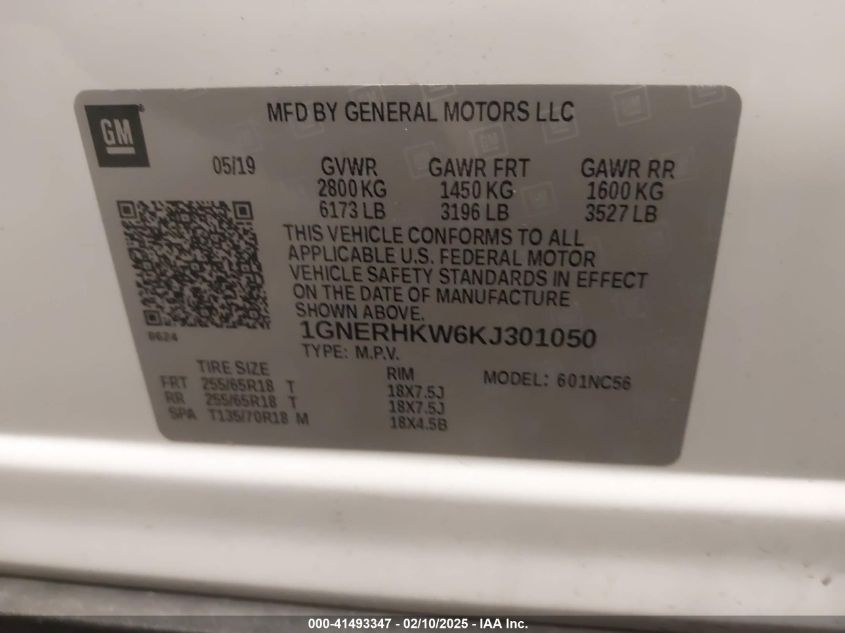 MFD BY GENERAL MOTORS LLC
GM
05/19 GVWR GAWR FRT GAWR RR
2800 KG 1450 KG 1600 KG
6173 LB 3196 LB 3527 LB
THIS VEHICLE CONFORMS TO ALL
APPLICABLE U.S. FEDERAL MOTOR
VEHICLE SAFETY STANDARDS IN EFFECT
ON THE DATE OF MANUFACTURE
SHOWN ABOVE.
1GNERHKW6KJ301050
8624
TYPE: M.P.V.
TIRE SIZE RIM MODEL: 601NC56
FRT 255/65R18 T 18X7.5J
RR 255/65R18 T 18X7.5J
SPA T135/70R18 M 18X4.5B
000-41493347 - 02/10/2025 - IAA Inc.